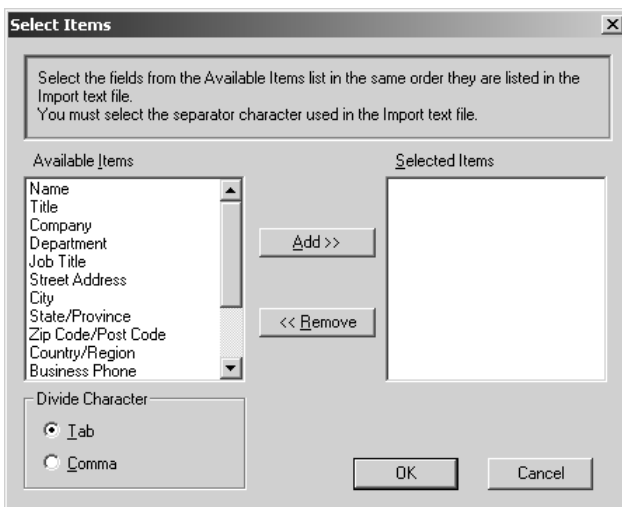 Select Items
Select the fields from the Available Items list in the same order they are listed in the
Import text file.
You must select the separator character used in the Import text file.
Available Items
Selected Items
Name
Title
Company
Department
Job Title
Street Address
City
State/Province
Zip Code/Post Code
Country/Region
Business Phone
Add >>
<< Remove
Divide Character
Tab
Comma
OK
Cancel